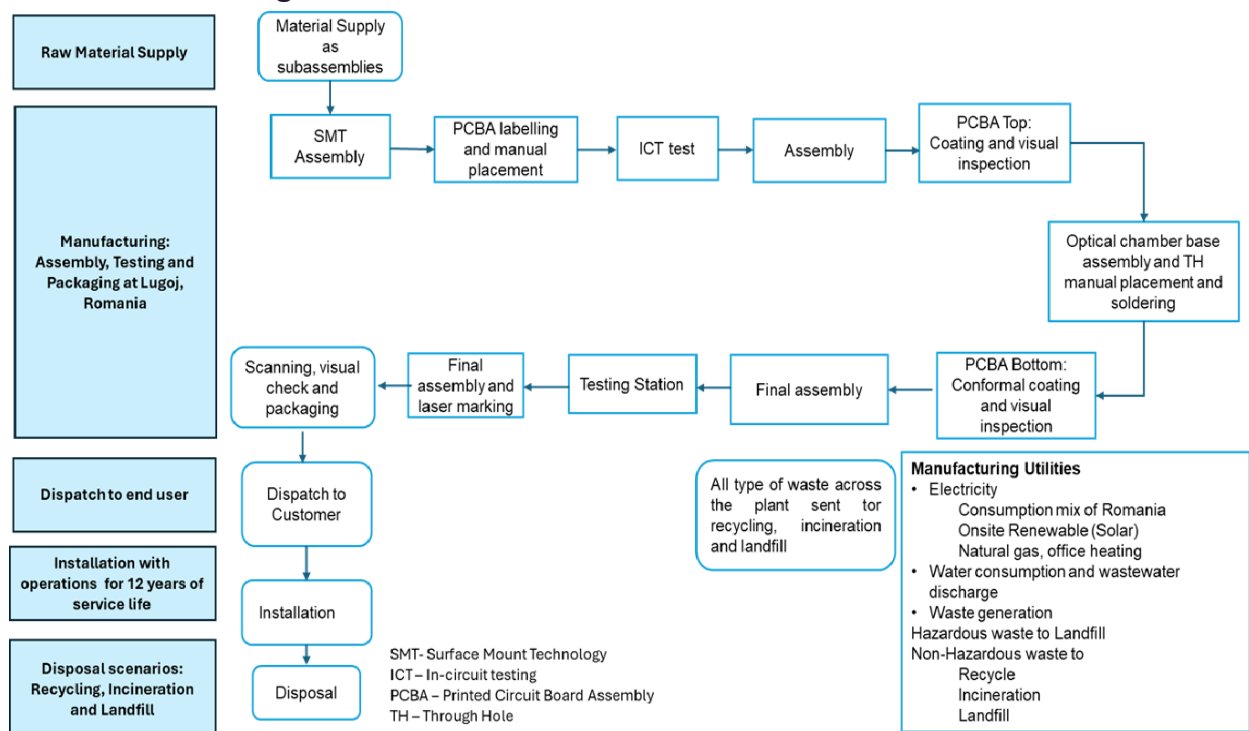 Raw Material Supply
Material Supply
as
subassemblies
Manufacturing:
Assembly, Testing and
Packaging at Lugoj,
Romania
SMT
Assembly
PCBA labelling
and manual
placement
ICT test
Assembly
PCBA Top:
Coating and visual
inspection
Optical chamber base
assembly and TH
manual placement and
soldering
PCBA Bottom:
Conformal coating
and visual
inspection
Final assembly
Testing Station
Final
assembly and
laser marking
Scanning, visual
check and
packaging
Dispatch to end user
Dispatch to
Customer
Installation with
operations for 12 years of
service life
Installation
Disposal scenarios:
Recycling, Incineration
and Landfill
Disposal
SMT- Surface Mount Technology
ICT – In-circuit testing
PCBA – Printed Circuit Board Assembly
TH – Through Hole
All type of waste across
the plant sent for
recycling, incineration
and landfill
Manufacturing Utilities
• Electricity
Consumption mix of Romania
Onsite Renewable (Solar)
Natural gas, office heating
• Water consumption and wastewater
discharge
• Waste generation
Hazardous waste to Landfill
Non-Hazardous waste to
Recycle
Incineration
Landfill